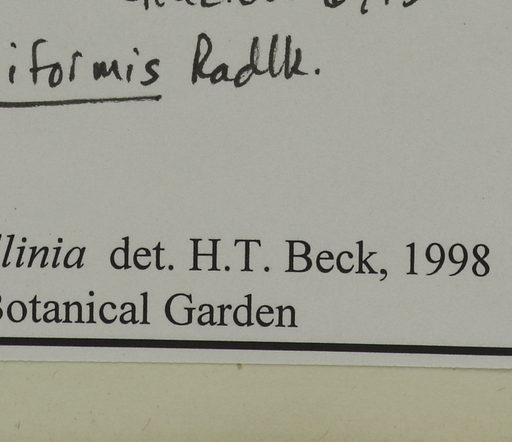 iformis Radlk.
llinia det. H.T. Beck, 1998
Botanical Garden